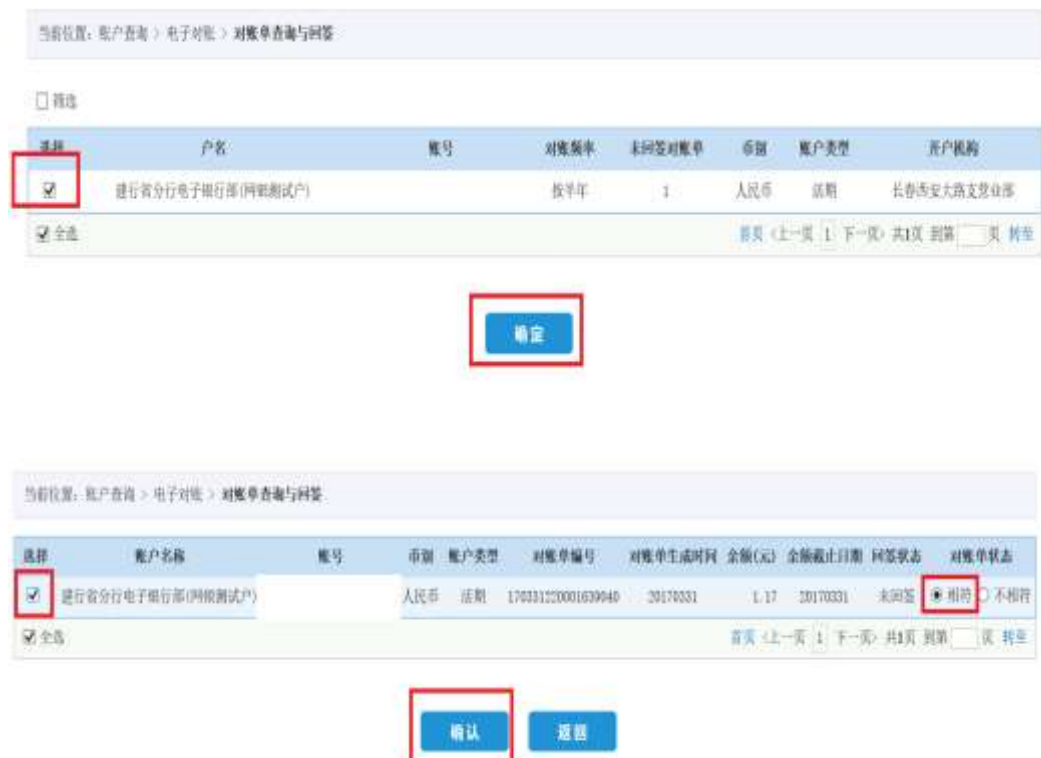 当前位置：账户查询 > 电子对账 > 对账单查询与回签
筛选
选择 户名 账号 对账频率 未回签对账单 币别 账户类型 开户机构
建行省分行电子银行部(网银测试户) 按半年 1 人民币 活期 长春西安大路支行营业部
全选 首页 <上一页 1 下一页> 共1页 到第 页 转至
确定
当前位置：账户查询 > 电子对账 > 对账单查询与回签
选择 账户名称 账号 币别 账户类型 对账单编号 对账单生成时间 余额(元) 余额截止日期 回签状态 对账单状态
建行省分行电子银行部(网银测试户) 人民币 活期 170331220001639040 20170331 1.17 20170331 未回签 相符 不相符
全选 首页 <上一页 1 下一页> 共1页 到第 页 转至
确认 返回